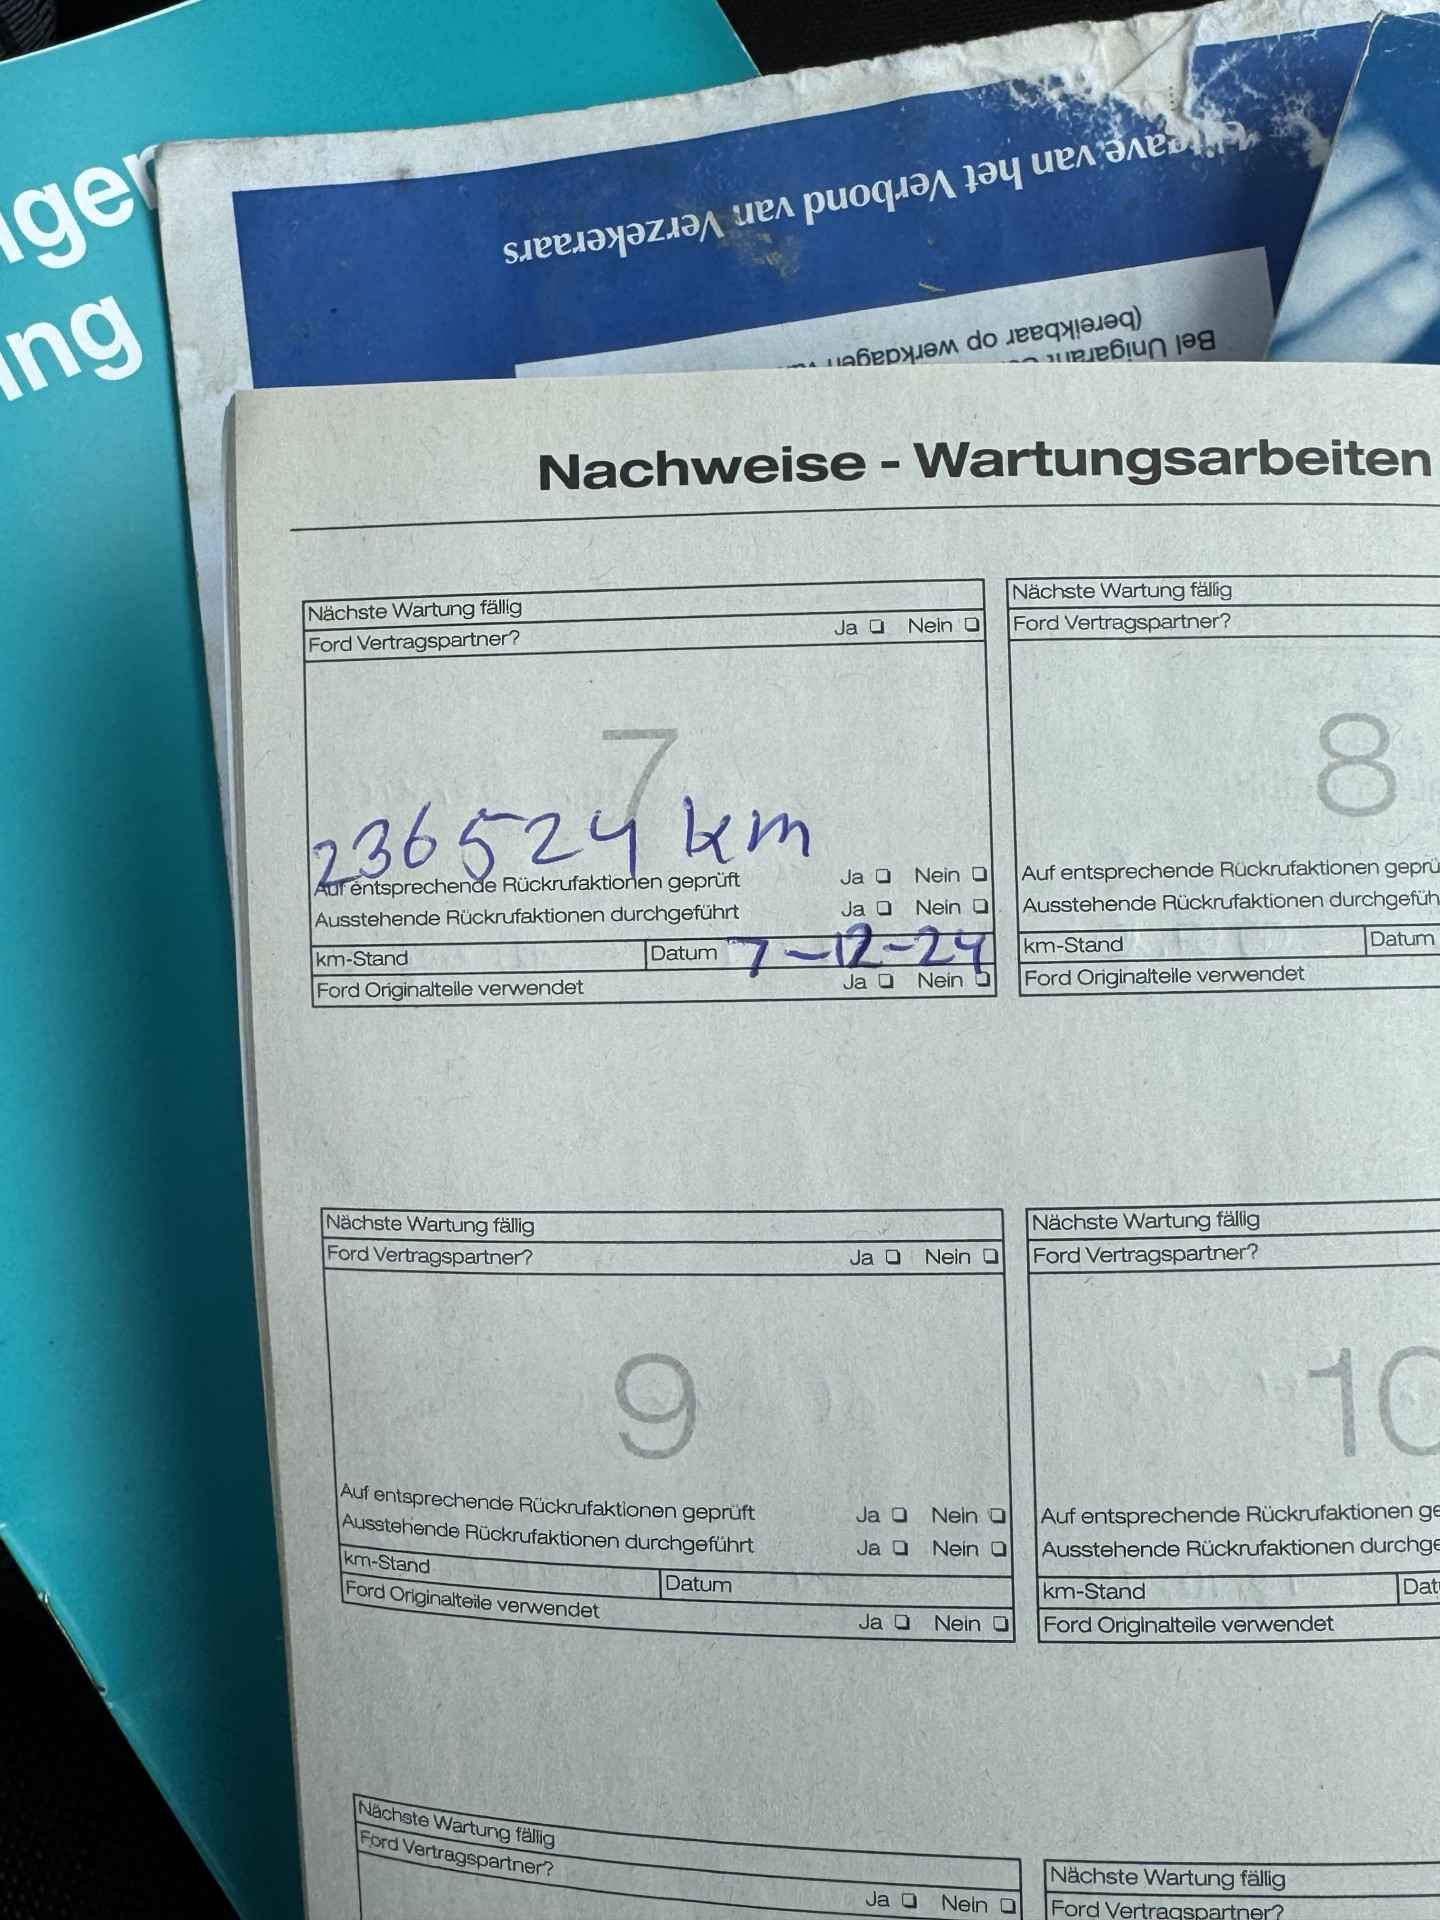 ing
Uitgave van het Verbond van Verzekeraars
Bel Unigarant
(bereikbaar op werkdagen
Nachweise - Wartungsarbeiten
Nächste Wartung fällig
Ford Vertragspartner? Ja Nein
7
236524 km
Auf entsprechende Rückrufaktionen geprüft Ja Nein
Ausstehende Rückrufaktionen durchgeführt Ja Nein
km-Stand Datum 7-12-24
Ford Originalteile verwendet Ja Nein
Nächste Wartung fällig
Ford Vertragspartner?
8
Auf entsprechende Rückrufaktionen geprü
Ausstehende Rückrufaktionen durchgefüh
km-Stand Datum
Ford Originalteile verwendet
Nächste Wartung fällig
Ford Vertragspartner? Ja Nein
9
Auf entsprechende Rückrufaktionen geprüft Ja Nein
Ausstehende Rückrufaktionen durchgeführt Ja Nein
km-Stand Datum
Ford Originalteile verwendet Ja Nein
Nächste Wartung fällig
Ford Vertragspartner?
10
Auf entsprechende Rückrufaktionen ge
Ausstehende Rückrufaktionen durchge
km-Stand Dat
Ford Originalteile verwendet
Nächste Wartung fällig
Ford Vertragspartner?
Ja Nein
Nächste Wartung fällig
Ford Vertragspartner?